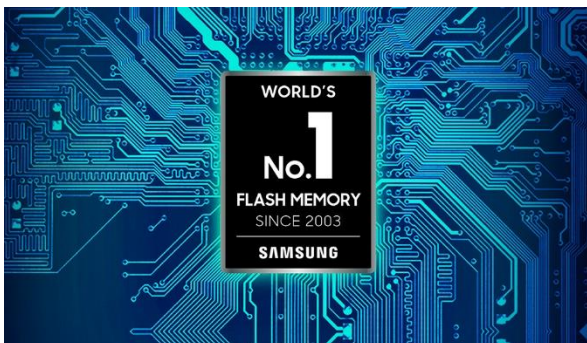 WORLD'S
No.1
FLASH MEMORY
SINCE 2003
SAMSUNG